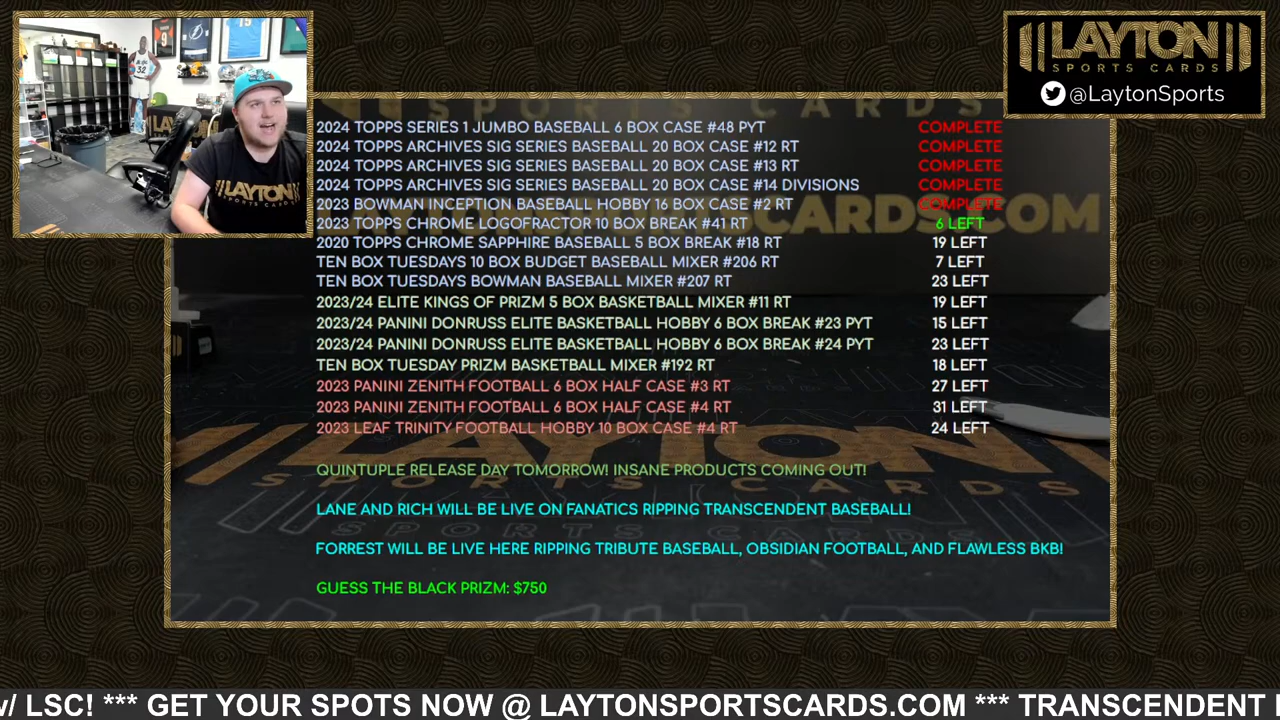 LAYTON
SPORTS CARDS
@LaytonSports
2024 TOPPS SERIES 1 JUMBO BASEBALL 6 BOX CASE #48 PYT COMPLETE
2024 TOPPS ARCHIVES SIG SERIES BASEBALL 20 BOX CASE #12 RT COMPLETE
2024 TOPPS ARCHIVES SIG SERIES BASEBALL 20 BOX CASE #13 RT COMPLETE
2024 TOPPS ARCHIVES SIG SERIES BASEBALL 20 BOX CASE #14 DIVISIONS COMPLETE
2023 BOWMAN INCEPTION BASEBALL HOBBY 16 BOX CASE #2 RT COMPLETE
2023 TOPPS CHROME LOGOFRACTOR 10 BOX BREAK #41 RT 6 LEFT
2020 TOPPS CHROME SAPPHIRE BASEBALL 5 BOX BREAK #18 RT 19 LEFT
TEN BOX TUESDAYS 10 BOX BUDGET BASEBALL MIXER #206 RT 7 LEFT
TEN BOX TUESDAYS BOWMAN BASEBALL MIXER #207 RT 23 LEFT
2023/24 ELITE KINGS OF PRIZM 5 BOX BASKETBALL MIXER #11 RT 19 LEFT
2023/24 PANINI DONRUSS ELITE BASKETBALL HOBBY 6 BOX BREAK #23 PYT 15 LEFT
2023/24 PANINI DONRUSS ELITE BASKETBALL HOBBY 6 BOX BREAK #24 PYT 23 LEFT
TEN BOX TUESDAY PRIZM BASKETBALL MIXER #192 RT 18 LEFT
2023 PANINI ZENITH FOOTBALL 6 BOX HALF CASE #3 RT 27 LEFT
2023 PANINI ZENITH FOOTBALL 6 BOX HALF CASE #4 RT 31 LEFT
2023 LEAF TRINITY FOOTBALL HOBBY 10 BOX CASE #4 RT 24 LEFT
QUINTUPLE RELEASE DAY TOMORROW! INSANE PRODUCTS COMING OUT!
LANE AND RICH WILL BE LIVE ON FANATICS RIPPING TRANSCENDENT BASEBALL!
FORREST WILL BE LIVE HERE RIPPING TRIBUTE BASEBALL, OBSIDIAN FOOTBALL, AND FLAWLESS BKB!
GUESS THE BLACK PRIZM: $750
w/ LSC! *** GET YOUR SPOTS NOW @ LAYTONSPORTSCARDS.COM *** TRANSCENDENT